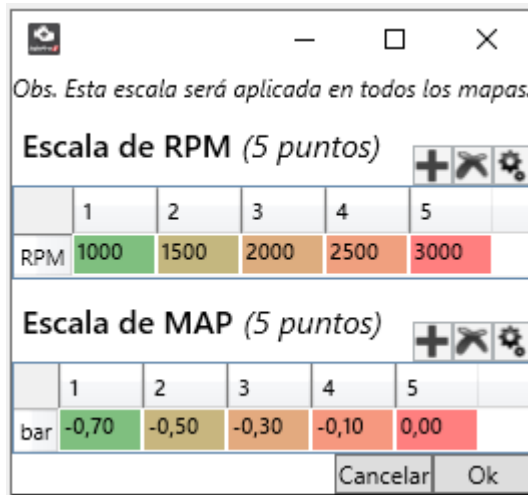 Obs. Esta escala será aplicada en todos los mapas.
Escala de RPM (5 puntos)
1 2 3 4 5
RPM 1000 1500 2000 2500 3000
Escala de MAP (5 puntos)
1 2 3 4 5
bar -0,70 -0,50 -0,30 -0,10 0,00
Cancelar Ok